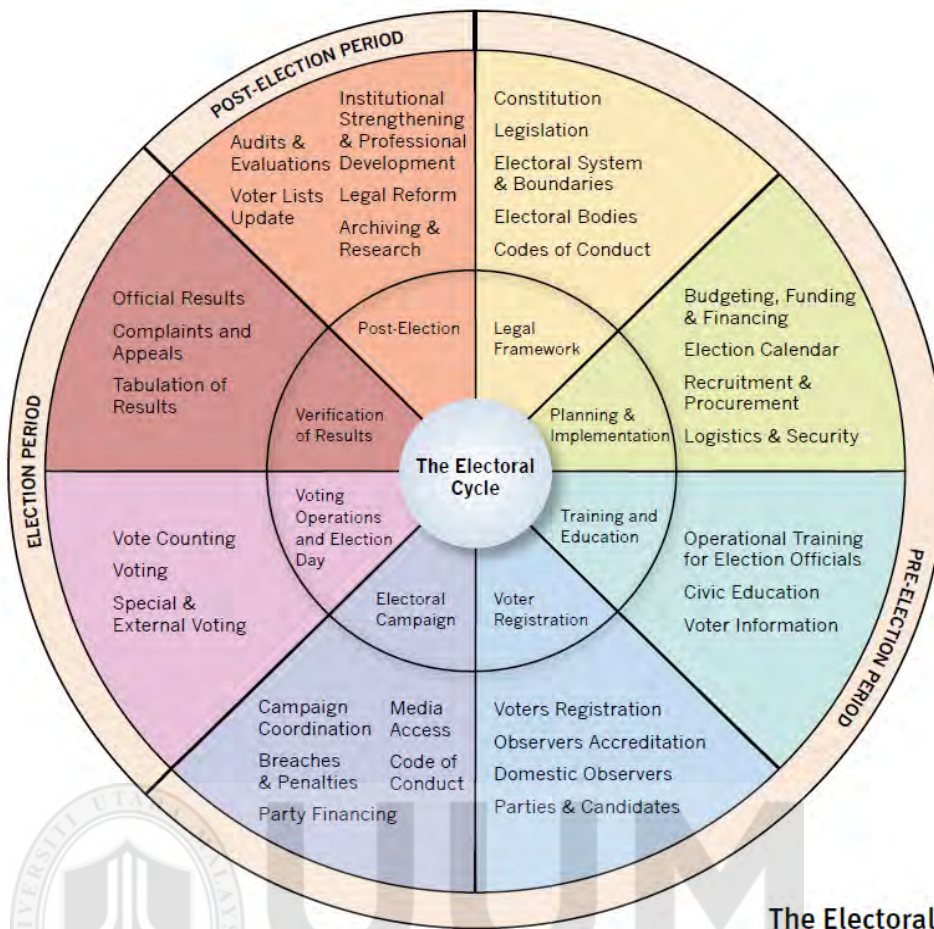 POST-ELECTION PERIOD
Institutional
Strengthening
& Professional
Development
Audits &
Evaluations
Voter Lists
Update
Legal Reform
Archiving &
Research
Constitution
Legislation
Electoral System
& Boundaries
Electoral Bodies
Codes of Conduct
Official Results
Complaints and
Appeals
Tabulation of
Results
Budgeting, Funding
& Financing
Election Calendar
Recruitment &
Procurement
Logistics & Security
Post-Election
Legal
Framework
Verification
of Results
Planning &
Implementation
The Electoral
Cycle
ELECTION PERIOD
Voting
Operations
and Election
Day
Training and
Education
Vote Counting
Voting
Special &
External Voting
Operational Training
for Election Officials
Civic Education
Voter Information
PRE-ELECTION PERIOD
Electoral
Campaign
Voter
Registration
Campaign
Coordination
Breaches
& Penalties
Party Financing
Media
Access
Code of
Conduct
Voters Registration
Observers Accreditation
Domestic Observers
Parties & Candidates
UTARA
UUM
The Electoral